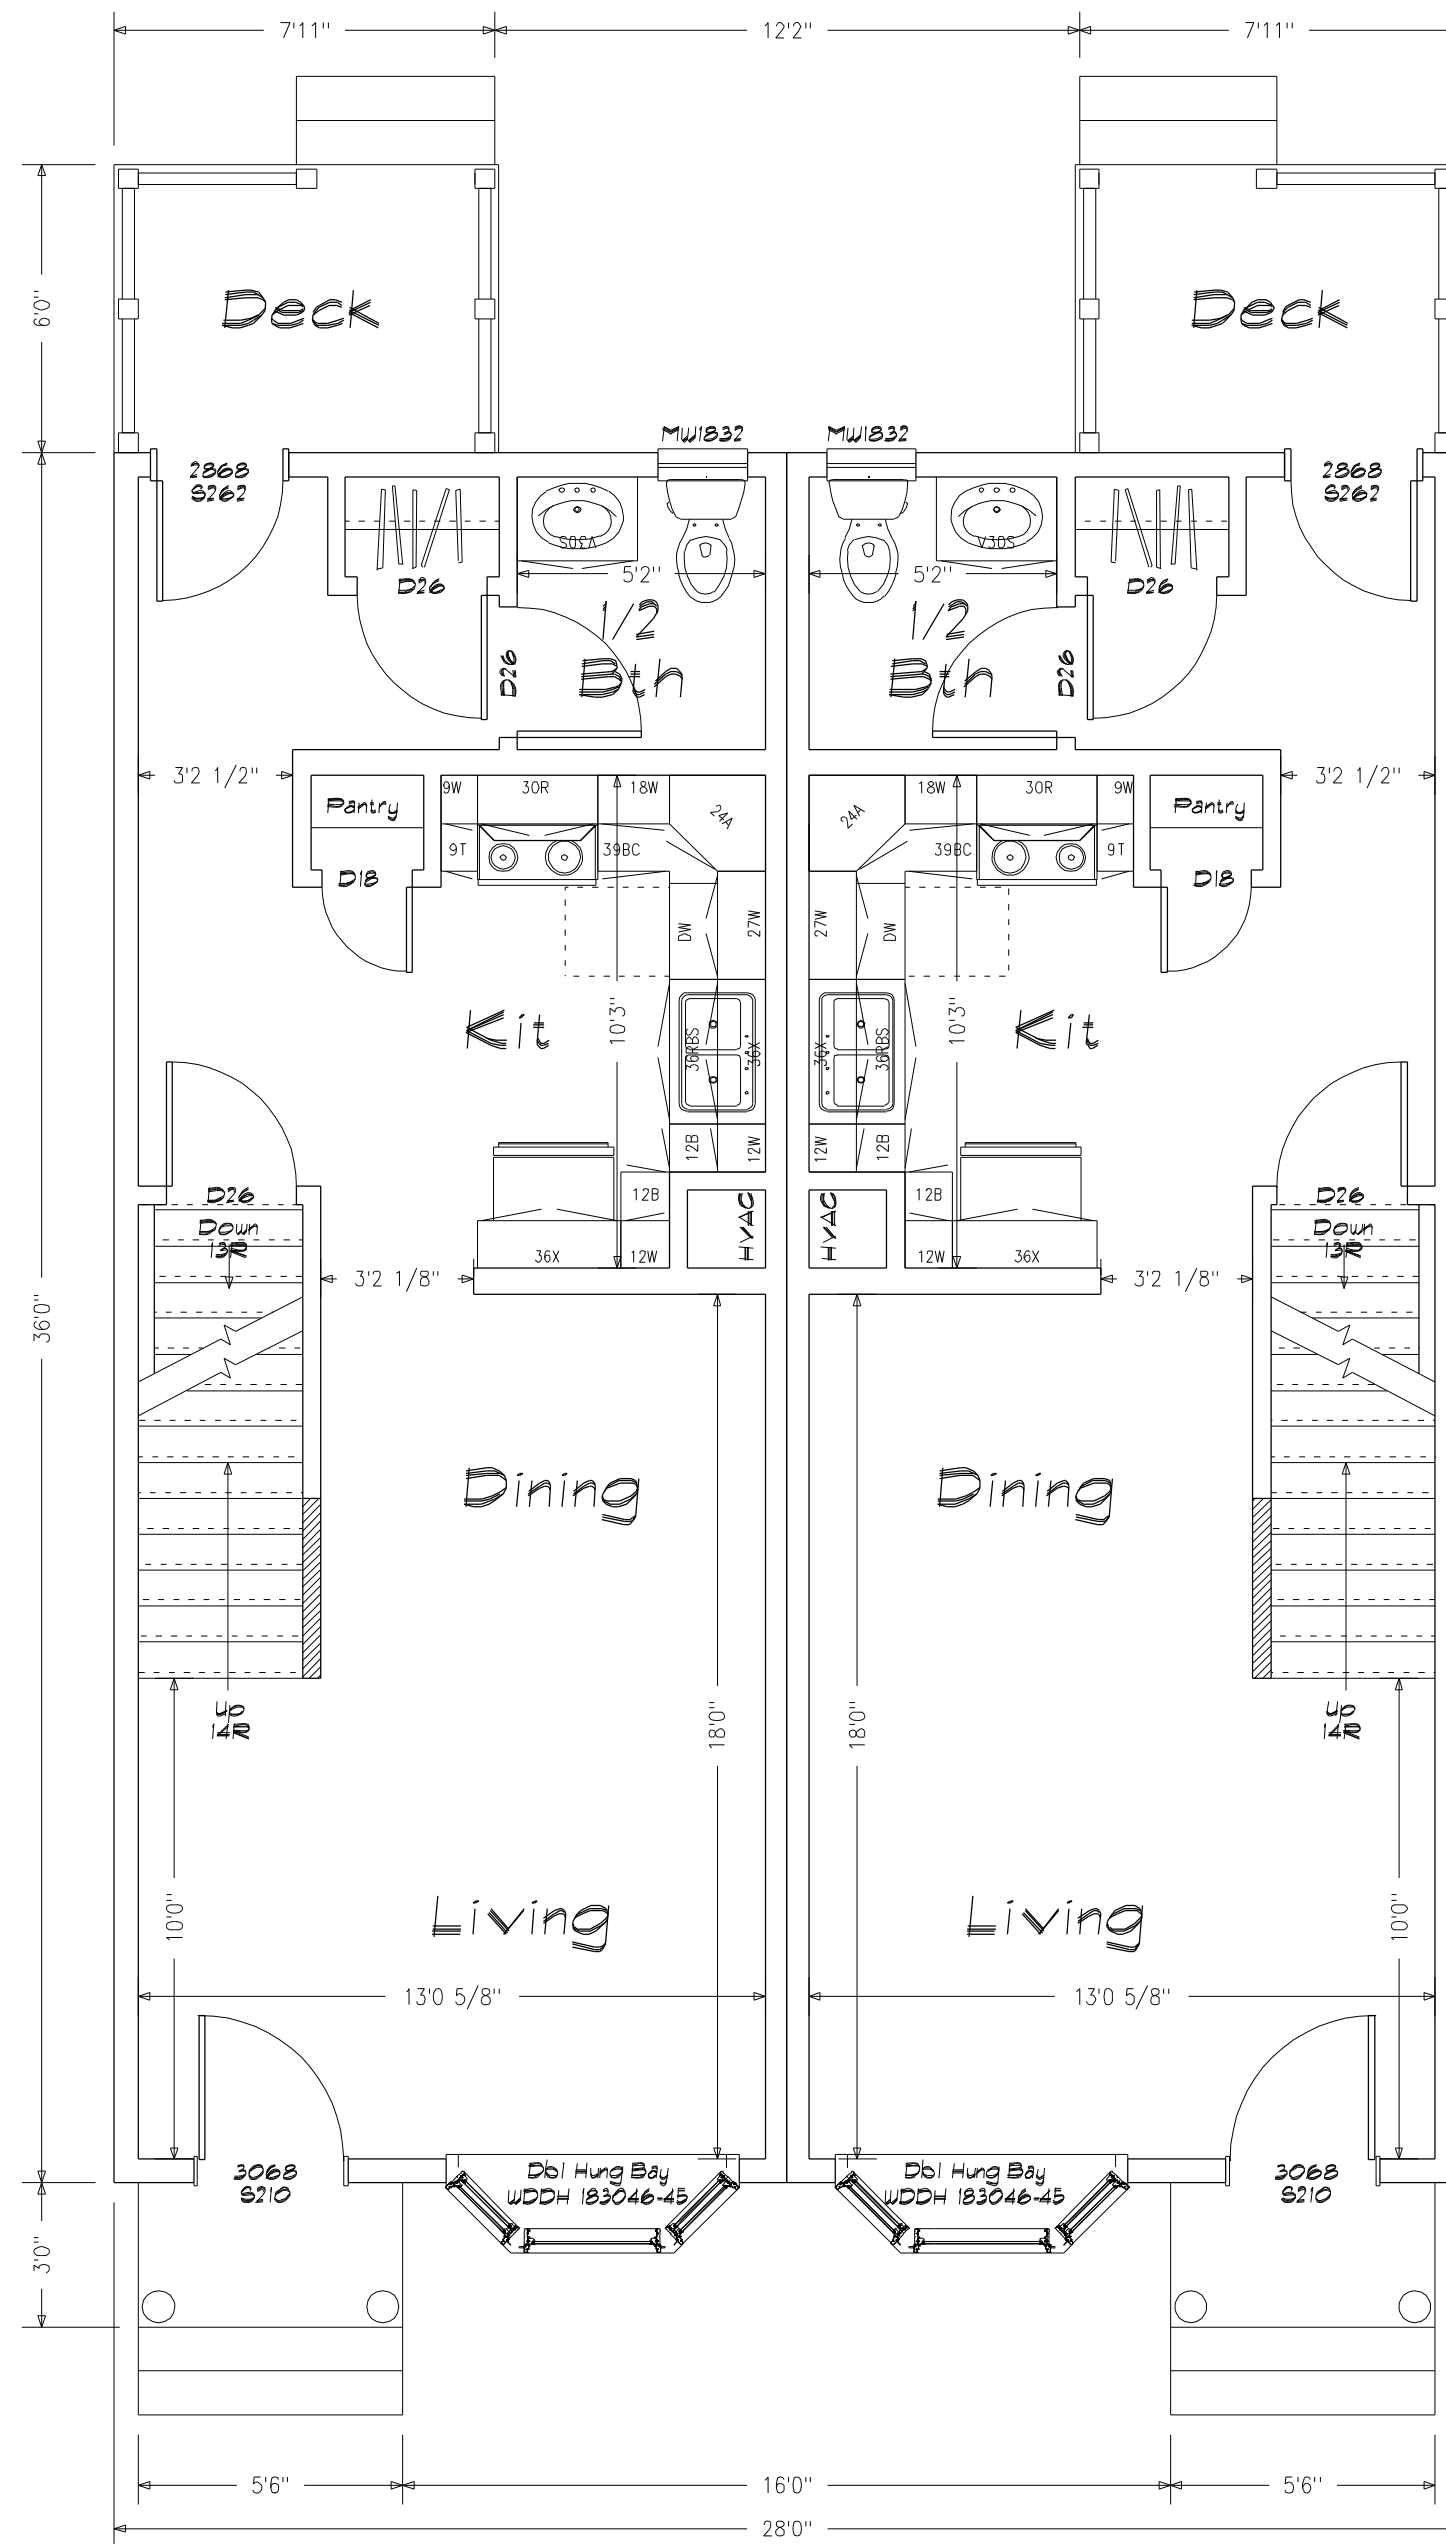 7'11" 12'2" 7'11"
6'0"
Deck Deck
MW1832 MW1832
2868 2868
S262 S262
V30S V30S
5'2" 5'2"
D26 D26
1/2 1/2
Bth Bth
D26 D26
3'2 1/2" 3'2 1/2"
9W 30R 18W 18W 30R 9W
Pantry Pantry
24A 24A
9T 39BC 39BC 9T
D18 D18
DW 27W 27W DW
Kit Kit
10'3" 10'3"
36RBS 36X 36X 36RBS
12B 12W 12W 12B
D26 12B 12B D26
Down Down
13R 13R
HVAC HVAC
36X 12W 12W 36X
3'2 1/8" 3'2 1/8"
36'0"
Dining Dining
Up Up
14R 14R
18'0" 18'0"
10'0" 10'0"
Living Living
13'0 5/8" 13'0 5/8"
3068 Dbl Hung Bay Dbl Hung Bay 3068
S210 WDDH 183046-45 WDDH 183046-45 S210
3'0"
5'6" 16'0" 5'6"
28'0"